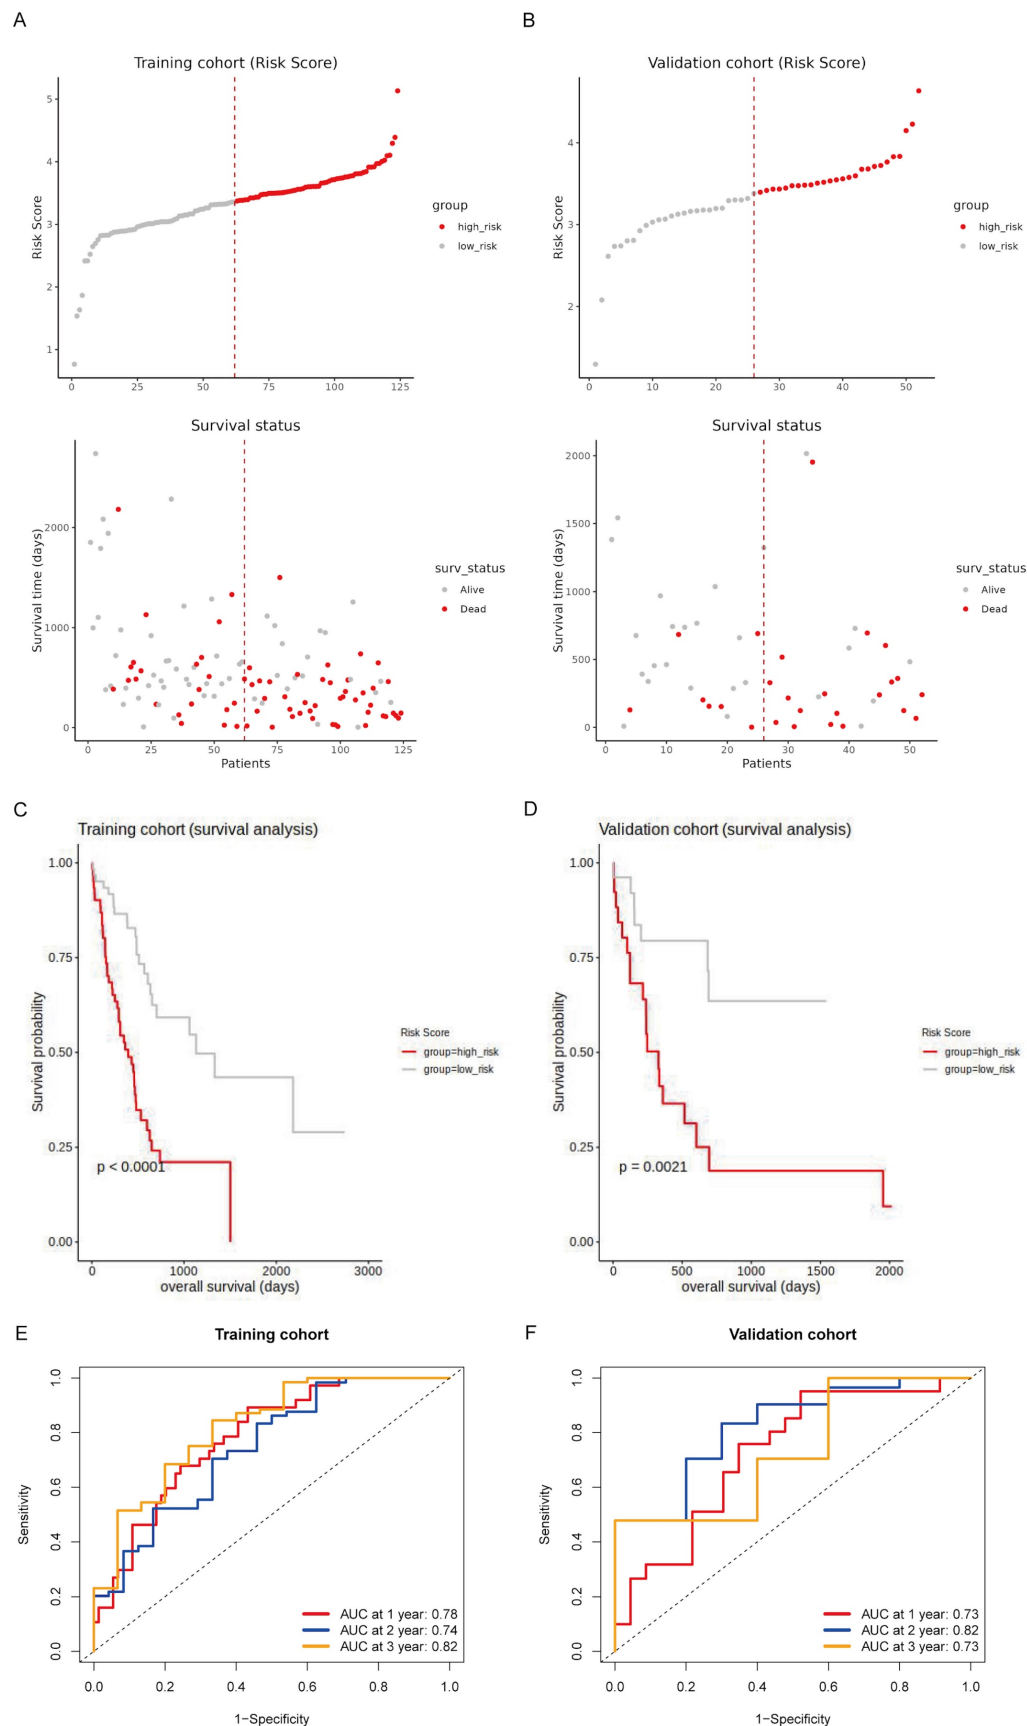 A
Training cohort (Risk Score)
Risk Score
5
4
3
2
1
0 25 50 75 100 125
group
high_risk
low_risk
Survival status
Survival time (days)
2000
1000
0
0 25 50 75 100 125
Patients
surv_status
Alive
Dead
B
Validation cohort (Risk Score)
Risk Score
4
3
2
0 10 20 30 40 50
group
high_risk
low_risk
Survival status
Survival time (days)
2000
1500
1000
500
0
0 10 20 30 40 50
Patients
surv_status
Alive
Dead
C
Training cohort (survival analysis)
Survival probability
1.00
0.75
0.50
0.25
0.00
p < 0.0001
0 1000 2000 3000
overall survival (days)
Risk Score
group=high_risk
group=low_risk
D
Validation cohort (survival analysis)
Survival probability
1.00
0.75
0.50
0.25
0.00
p = 0.0021
0 500 1000 1500 2000
overall survival (days)
Risk Score
group=high_risk
group=low_risk
E
Training cohort
Sensitivity
1.0
0.8
0.6
0.4
0.2
0.0
AUC at 1 year: 0.78
AUC at 2 year: 0.74
AUC at 3 year: 0.82
0.0 0.2 0.4 0.6 0.8 1.0
1−Specificity
F
Validation cohort
Sensitivity
1.0
0.8
0.6
0.4
0.2
0.0
AUC at 1 year: 0.73
AUC at 2 year: 0.82
AUC at 3 year: 0.73
0.0 0.2 0.4 0.6 0.8 1.0
1−Specificity